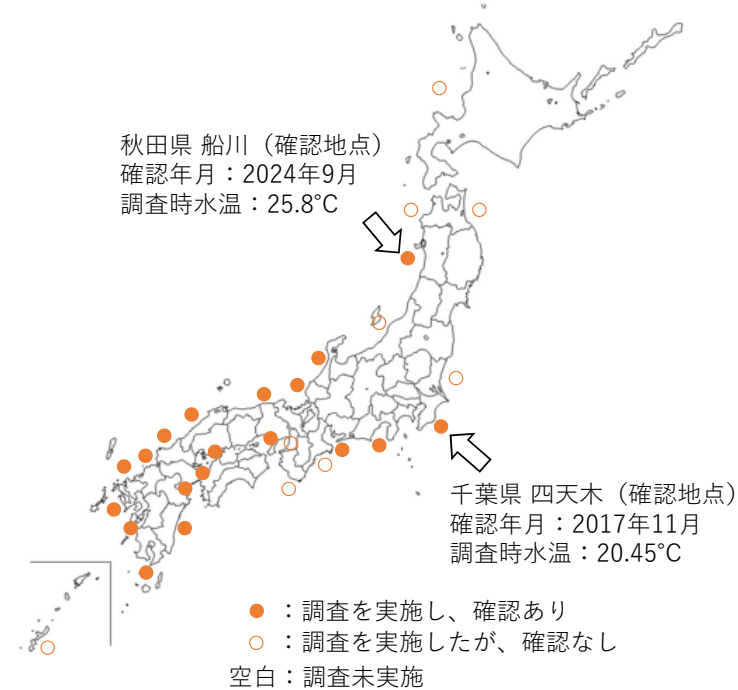 秋田県 船川（確認地点）
確認年月：2024年9月
調査時水温：25.8°C
千葉県 四天木（確認地点）
確認年月：2017年11月
調査時水温：20.45°C
●：調査を実施し、確認あり
○：調査を実施したが、確認なし
空白：調査未実施